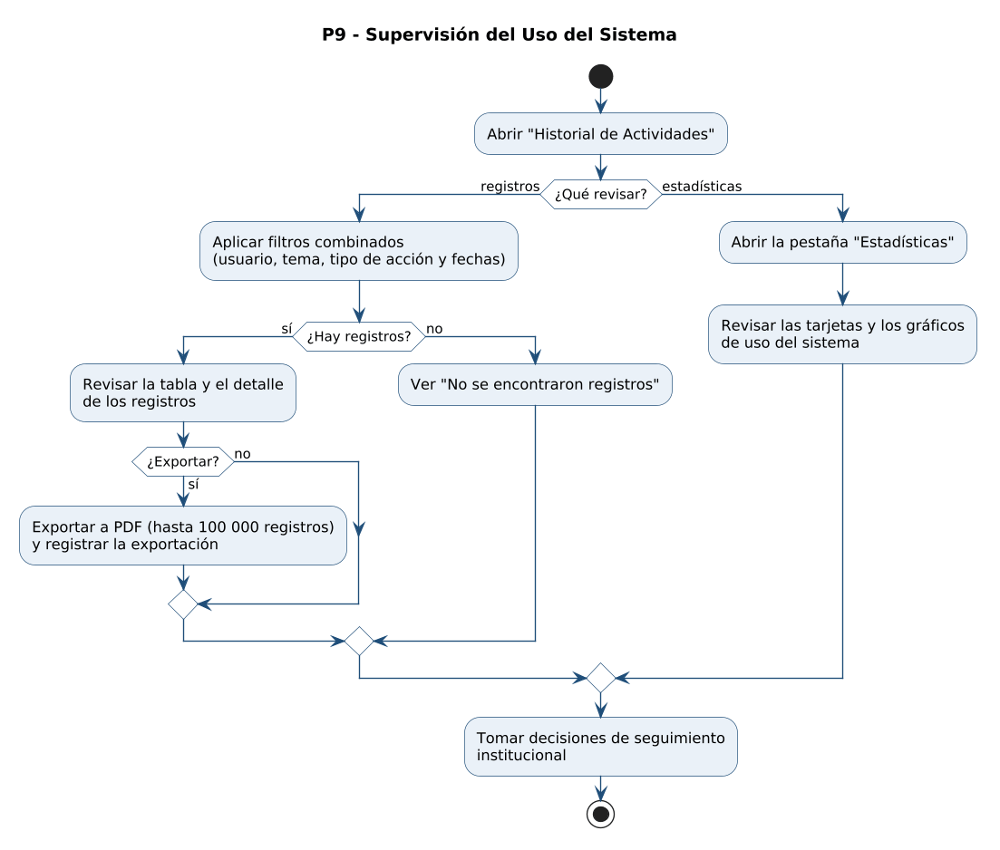 P9 - Supervisión del Uso del Sistema
Abrir "Historial de Actividades"
¿Qué revisar?
registros
estadísticas
Aplicar filtros combinados
(usuario, tema, tipo de acción y fechas)
Abrir la pestaña "Estadísticas"
¿Hay registros?
sí
no
Revisar las tarjetas y los gráficos
de uso del sistema
Revisar la tabla y el detalle
de los registros
Ver "No se encontraron registros"
¿Exportar?
no
sí
Exportar a PDF (hasta 100 000 registros)
y registrar la exportación
Tomar decisiones de seguimiento
institucional